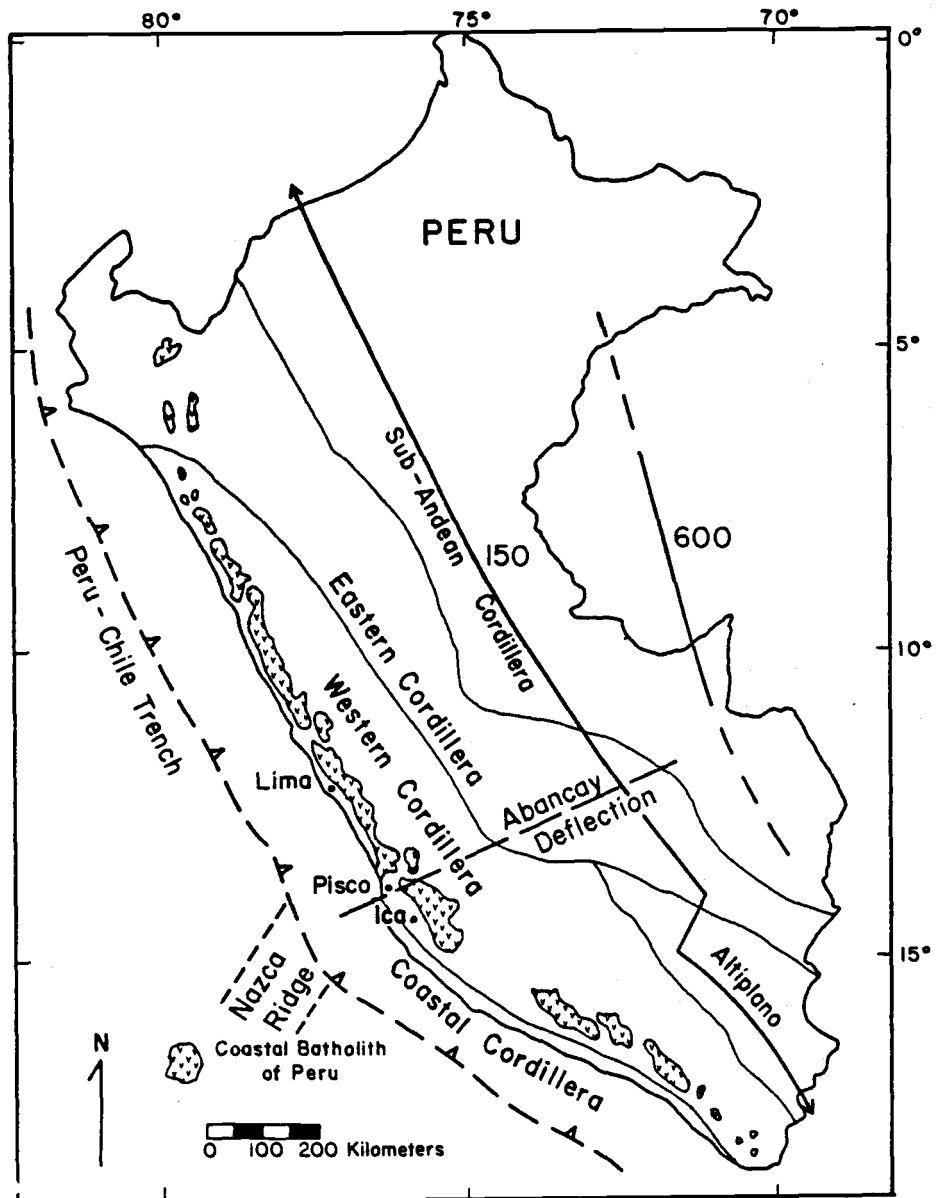 80°
75°
70°
0°
PERU
5°
Sub-Andean
Cordillera
150
600
Peru-Chile Trench
Eastern Cordillera
Western Cordillera
10°
Lima
Abancay
Deflection
Pisco
Ica
Nazca
Ridge
Coastal Cordillera
Altiplano
15°
N
Coastal Batholith
of Peru
0 100 200 Kilometers